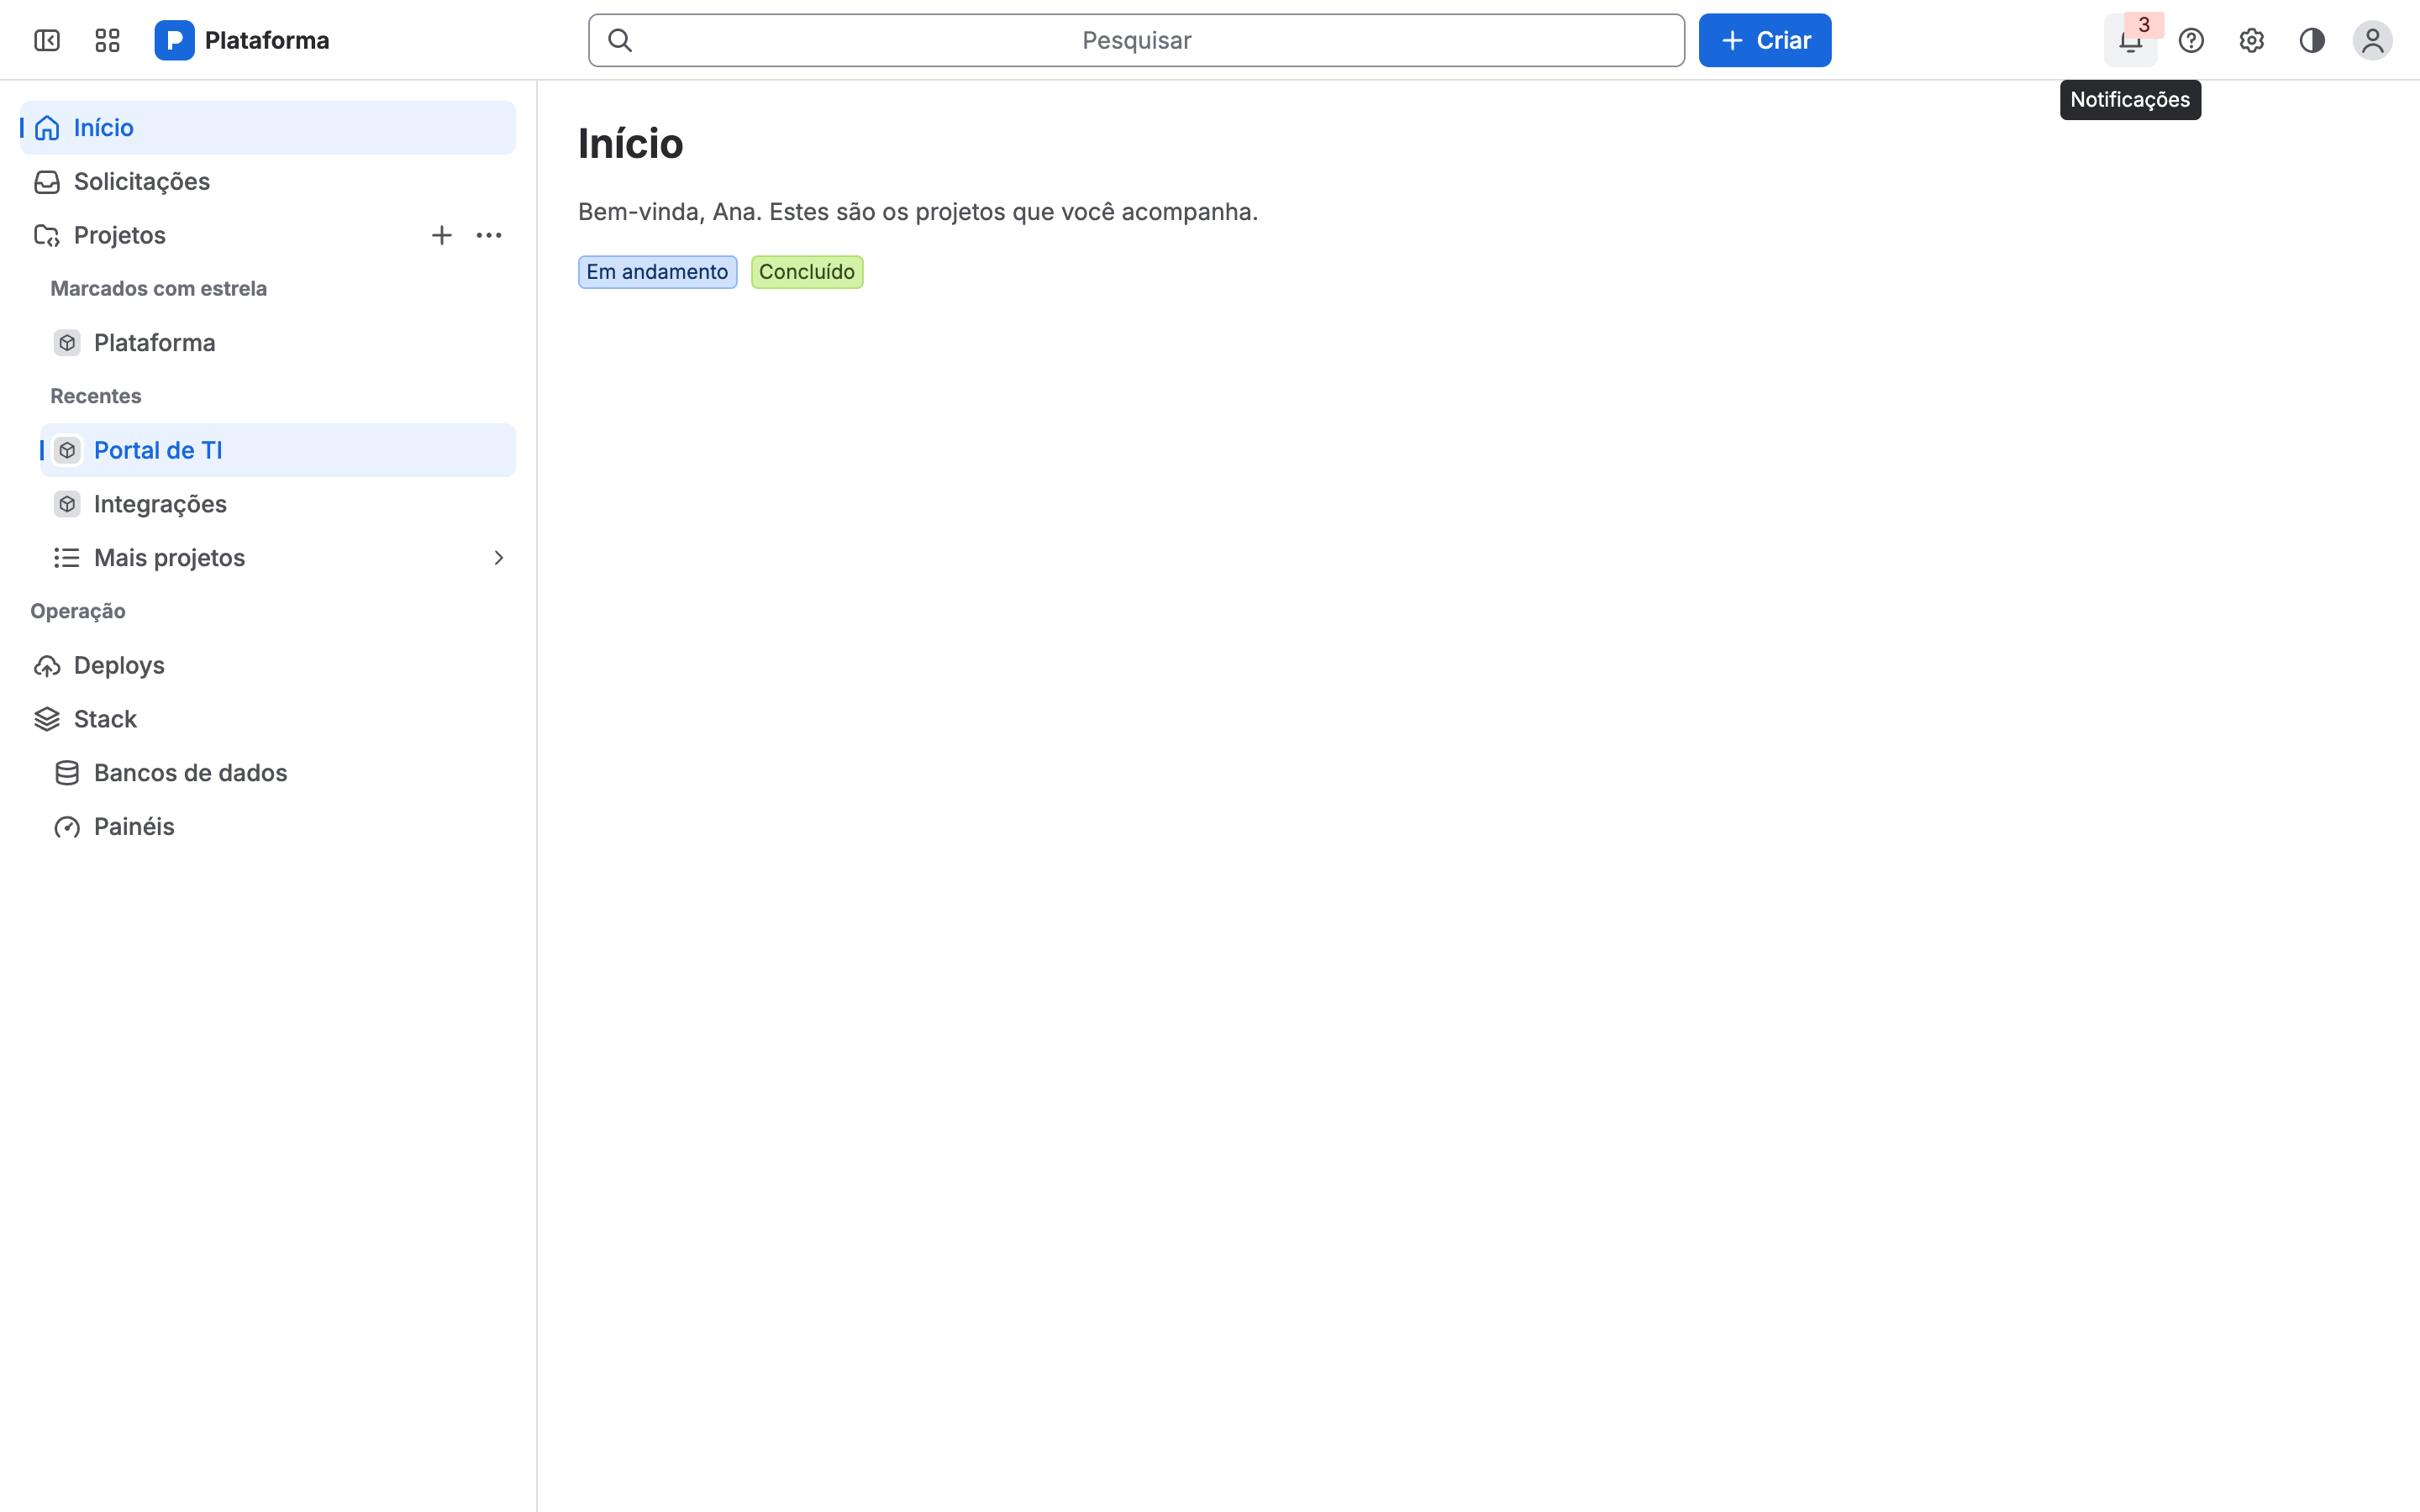 P Plataforma
Pesquisar
Criar
3
Notificações
Início
Solicitações
Projetos
Marcados com estrela
Plataforma
Recentes
Portal de TI
Integrações
Mais projetos
Operação
Deploys
Stack
Bancos de dados
Painéis
Início
Bem-vinda, Ana. Estes são os projetos que você acompanha.
Em andamento Concluído